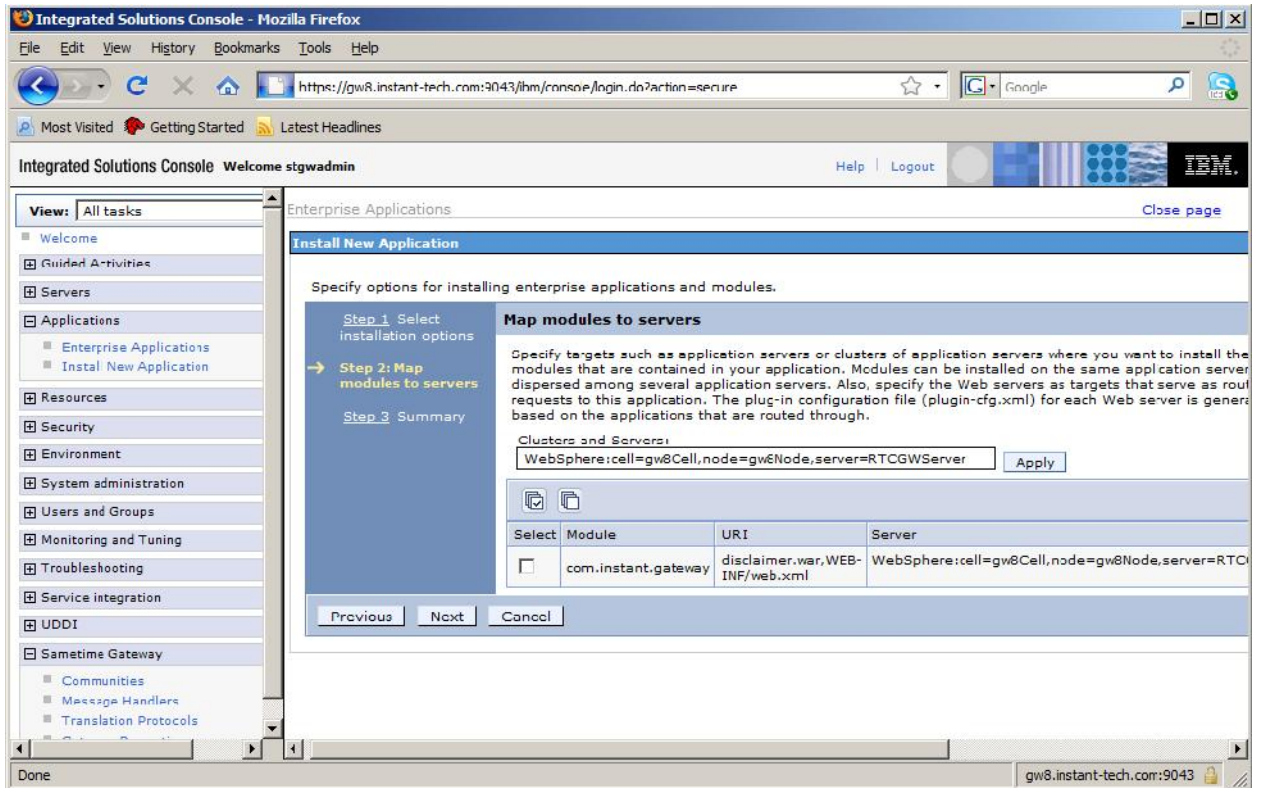 Integrated Solutions Console - Mozilla Firefox
File Edit View History Bookmarks Tools Help
https://gw8.instant-tech.com:9043/ibm/console/login.do?action=secure
Google
Most Visited Getting Started Latest Headlines
Integrated Solutions Console Welcome stgwadmin
Help Logout
IBM.
View: All tasks
Welcome
Guided Activities
Servers
Applications
Enterprise Applications
Install New Application
Resources
Security
Environment
System administration
Users and Groups
Monitoring and Tuning
Troubleshooting
Service integration
UDDI
Sametime Gateway
Communities
Message Handlers
Translation Protocols
Enterprise Applications
Close page
Install New Application
Specify options for installing enterprise applications and modules.
Step 1 Select
installation options
Step 2: Map
modules to servers
Step 3 Summary
Map modules to servers
Specify targets such as application servers or clusters of application servers where you want to install the
modules that are contained in your application. Modules can be installed on the same application server
dispersed among several application servers. Also, specify the Web servers as targets that serve as rout
requests to this application. The plug-in configuration file (plugin-cfg.xml) for each Web server is genera
based on the applications that are routed through.
Clusters and Servers:
WebSphere:cell=gw8Cell,node=gw8Node,server=RTCGWServer
Apply
Select Module URI Server
com.instant.gateway
disclaimer.war,WEB-
INF/web.xml
WebSphere:cell=gw8Cell,node=gw8Node,server=RTC
Previous Next Cancel
Done
gw8.instant-tech.com:9043